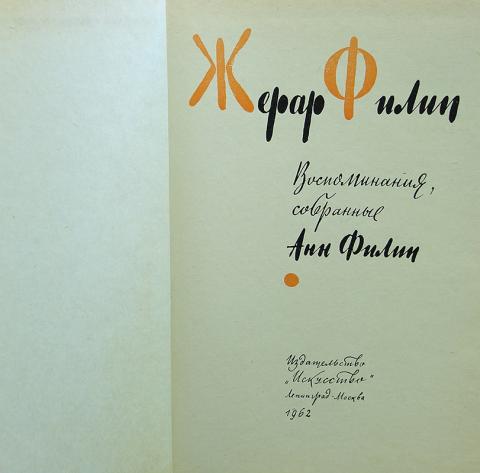 Жерар Филип
Воспоминания,
собранные
Анн Филип
Издательство
„Искусство"
Ленинград-Москва
1962